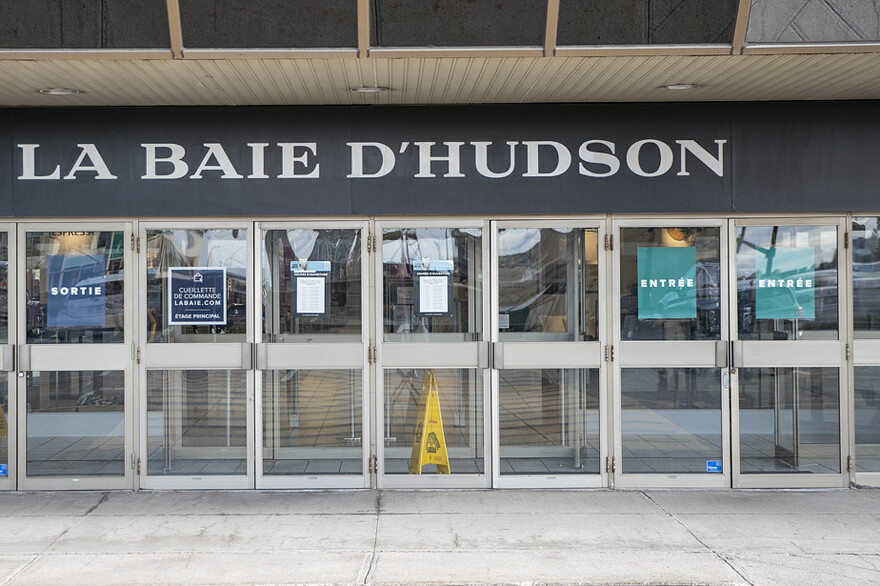 LA BAIE D'HUDSON
SORTIE
CUEILLETTE
DE COMMANDE
LABAIE.COM
ÉTAGE PRINCIPAL
ENTRÉE
ENTRÉE